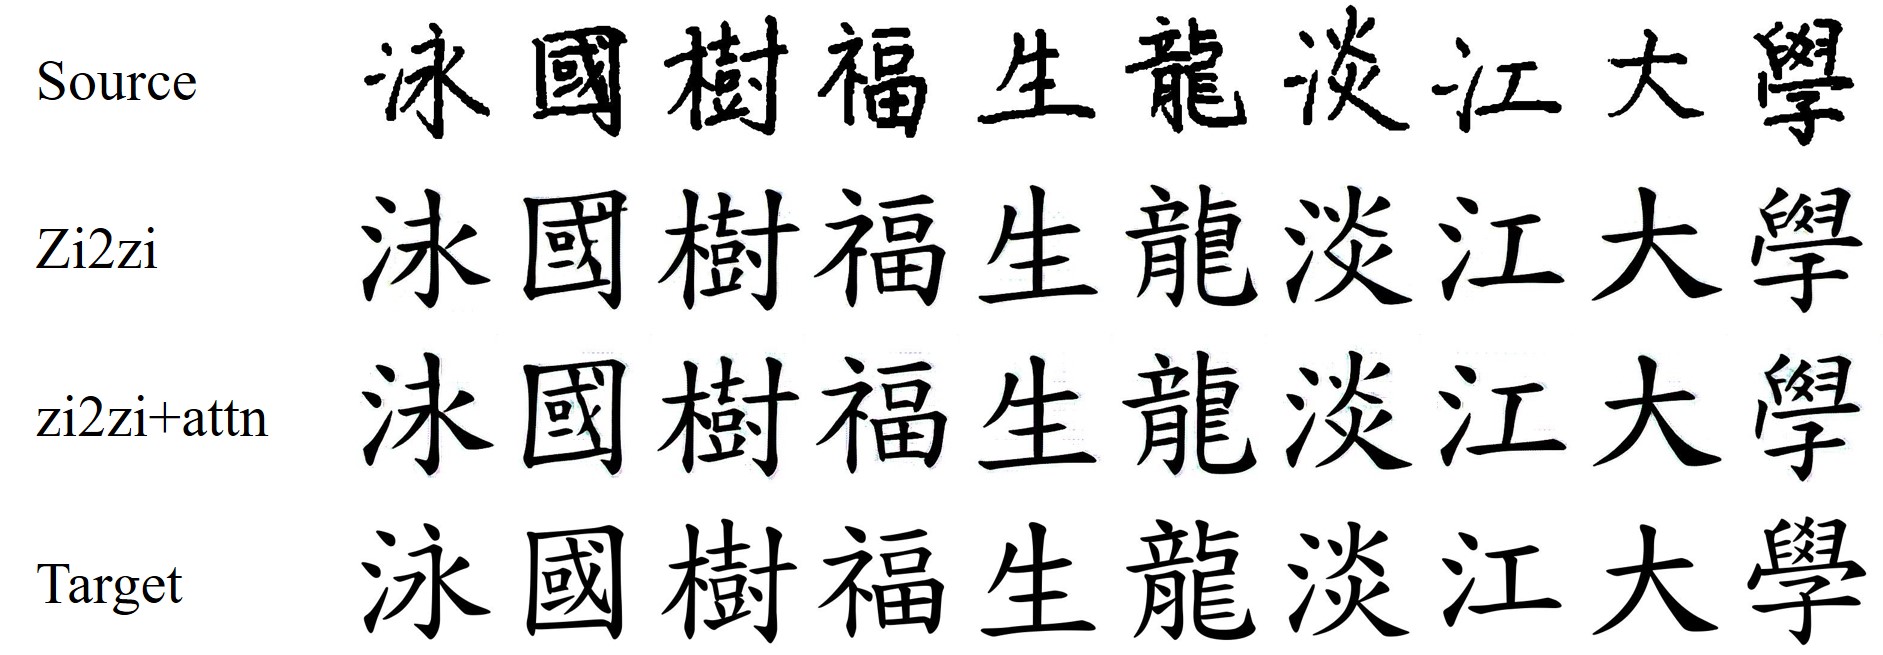 Source 泳 國 樹 福 生 龍 淡 江 大 學
Zi2zi 泳 國 樹 福 生 龍 淡 江 大 學
zi2zi+attn 泳 國 樹 福 生 龍 淡 江 大 學
Target 泳 國 樹 福 生 龍 淡 江 大 學